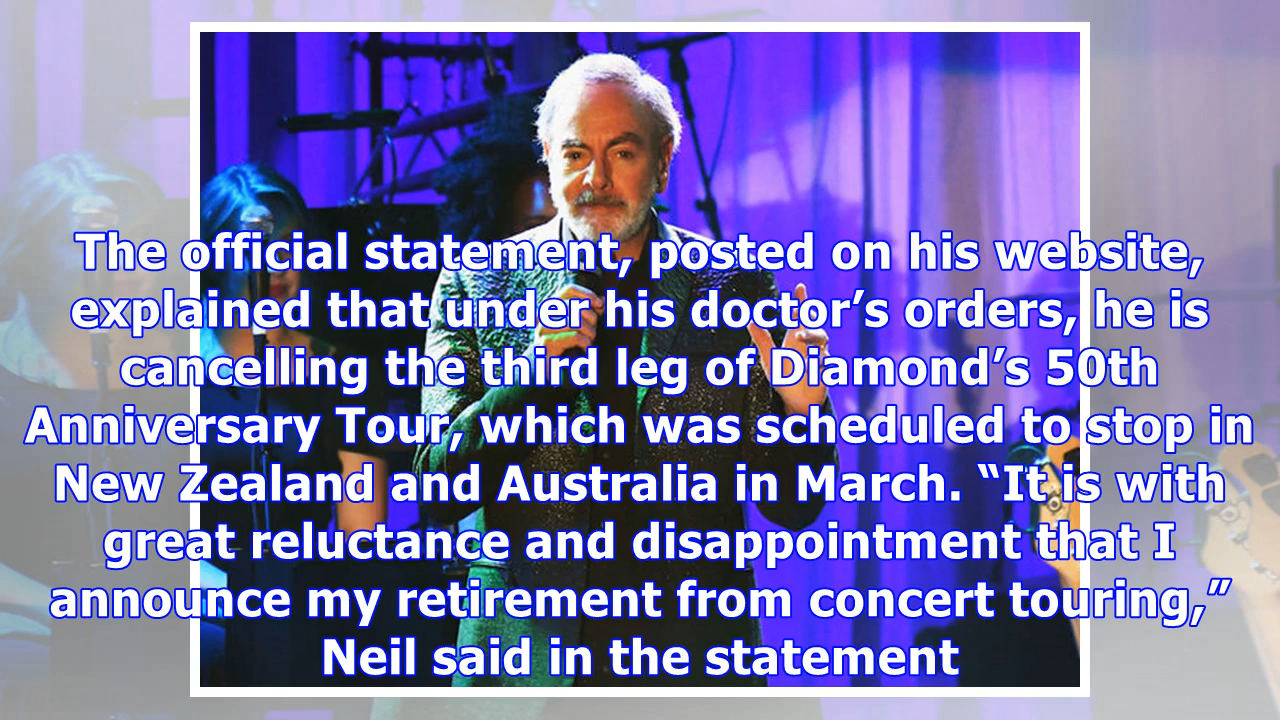 The official statement, posted on his website,
explained that under his doctor’s orders, he is
cancelling the third leg of Diamond’s 50th
Anniversary Tour, which was scheduled to stop in
New Zealand and Australia in March. “It is with
great reluctance and disappointment that I
announce my retirement from concert touring,”
Neil said in the statement